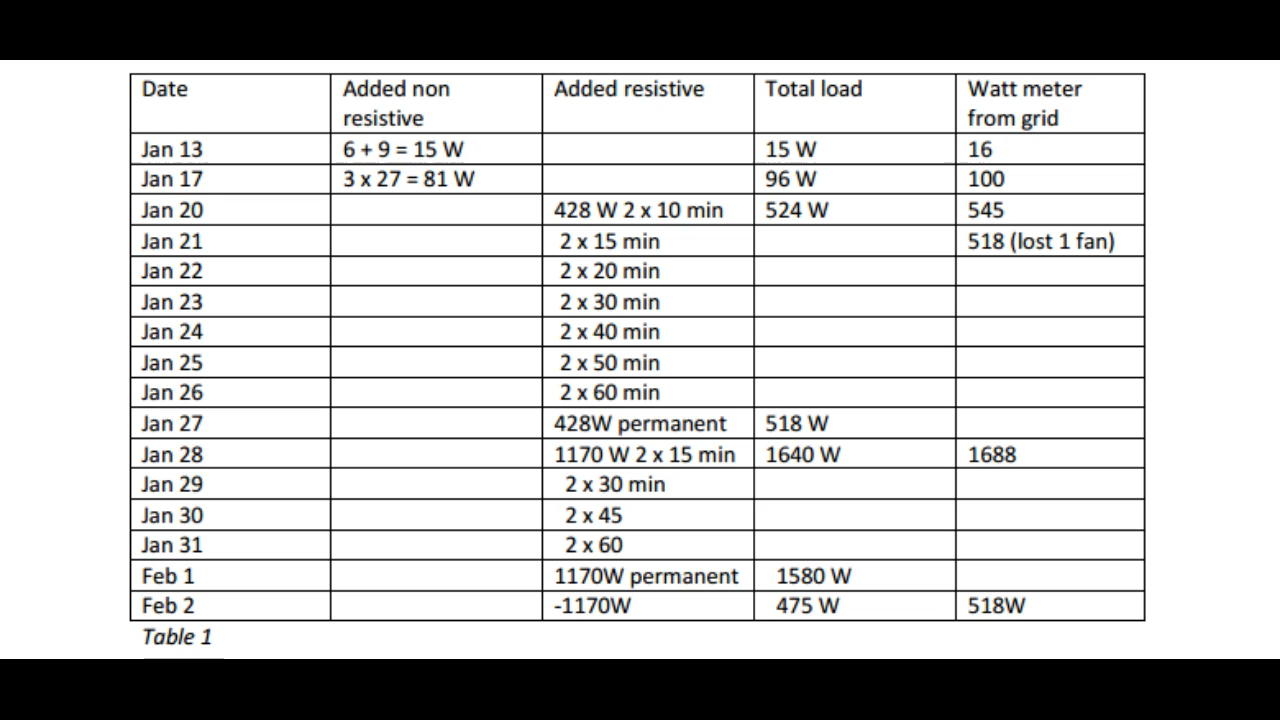 Date | Added non resistive | Added resistive | Total load | Watt meter from grid
Jan 13 | 6 + 9 = 15 W | | 15 W | 16
Jan 17 | 3 x 27 = 81 W | | 96 W | 100
Jan 20 | | 428 W 2 x 10 min | 524 W | 545
Jan 21 | | 2 x 15 min | | 518 (lost 1 fan)
Jan 22 | | 2 x 20 min | |
Jan 23 | | 2 x 30 min | |
Jan 24 | | 2 x 40 min | |
Jan 25 | | 2 x 50 min | |
Jan 26 | | 2 x 60 min | |
Jan 27 | | 428W permanent | 518 W |
Jan 28 | | 1170 W 2 x 15 min | 1640 W | 1688
Jan 29 | | 2 x 30 min | |
Jan 30 | | 2 x 45 | |
Jan 31 | | 2 x 60 | |
Feb 1 | | 1170W permanent | 1580 W |
Feb 2 | | -1170W | 475 W | 518W
Table 1